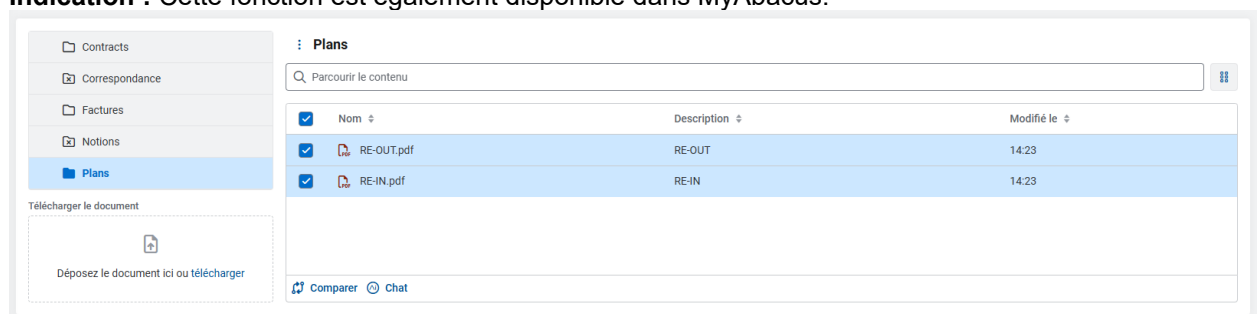 Indication : Cette fonction est également disponible dans MyAbacus.
Contracts
Correspondance
Factures
Notions
Plans
Télécharger le document
Déposez le document ici ou télécharger
Plans
Parcourir le contenu
Nom Description Modifié le
RE-OUT.pdf RE-OUT 14:23
RE-IN.pdf RE-IN 14:23
Comparer Chat